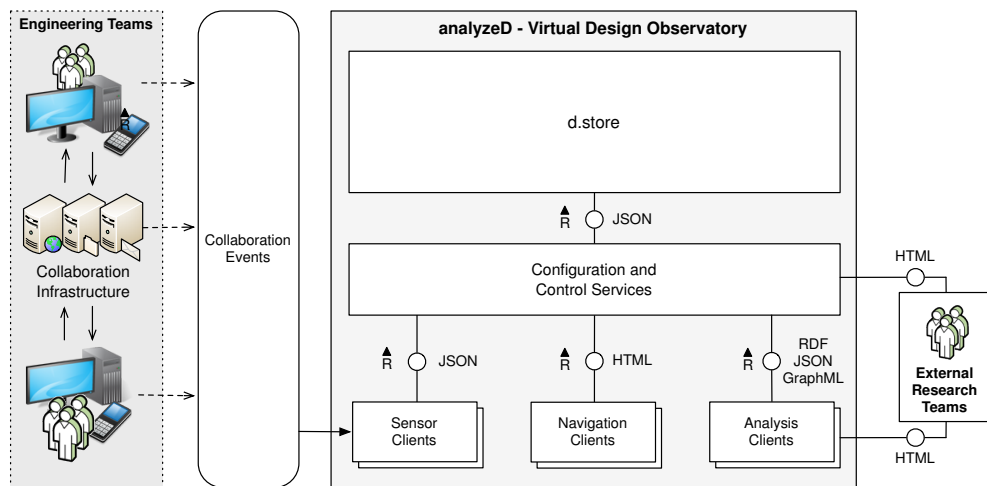 Engineering Teams
R
Collaboration
Infrastructure
Collaboration
Events
analyzeD - Virtual Design Observatory
d.store
R
JSON
Configuration and
Control Services
R
JSON
R
HTML
R
RDF
JSON
GraphML
Sensor
Clients
Navigation
Clients
Analysis
Clients
HTML
External
Research
Teams
HTML